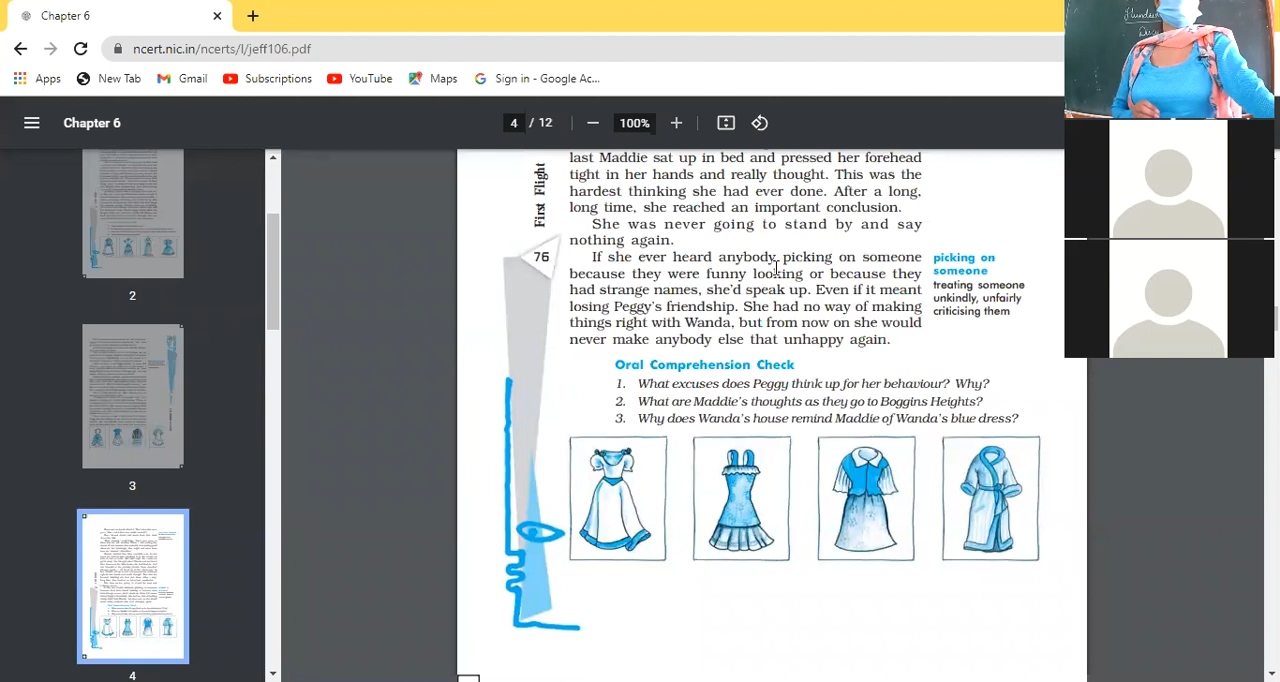 Chapter 6
ncert.nic.in/ncerts/l/jeff106.pdf
Apps
New Tab
Gmail
Subscriptions
YouTube
Maps
Sign in - Google Ac...
Chapter 6
4 / 12
100%
2
3
4
First Flight
76
last Maddie sat up in bed and pressed her forehead
tight in her hands and really thought. This was the
hardest thinking she had ever done. After a long,
long time, she reached an important conclusion.
She was never going to stand by and say
nothing again.
If she ever heard anybody picking on someone
because they were funny looking or because they
had strange names, she'd speak up. Even if it meant
losing Peggy's friendship. She had no way of making
things right with Wanda, but from now on she would
never make anybody else that unhappy again.
picking on
someone
treating someone
unkindly, unfairly
criticising them
Oral Comprehension Check
1. What excuses does Peggy think up for her behaviour? Why?
2. What are Maddie's thoughts as they go to Boggins Heights?
3. Why does Wanda's house remind Maddie of Wanda's blue dress?